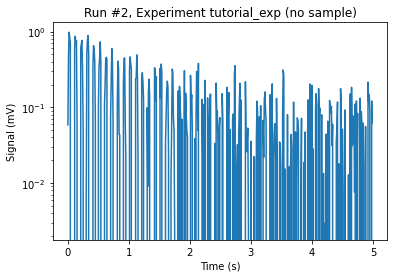 Run #2, Experiment tutorial_exp (no sample)
10⁰
10⁻¹
10⁻²
Signal (mV)
0 1 2 3 4 5
Time (s)